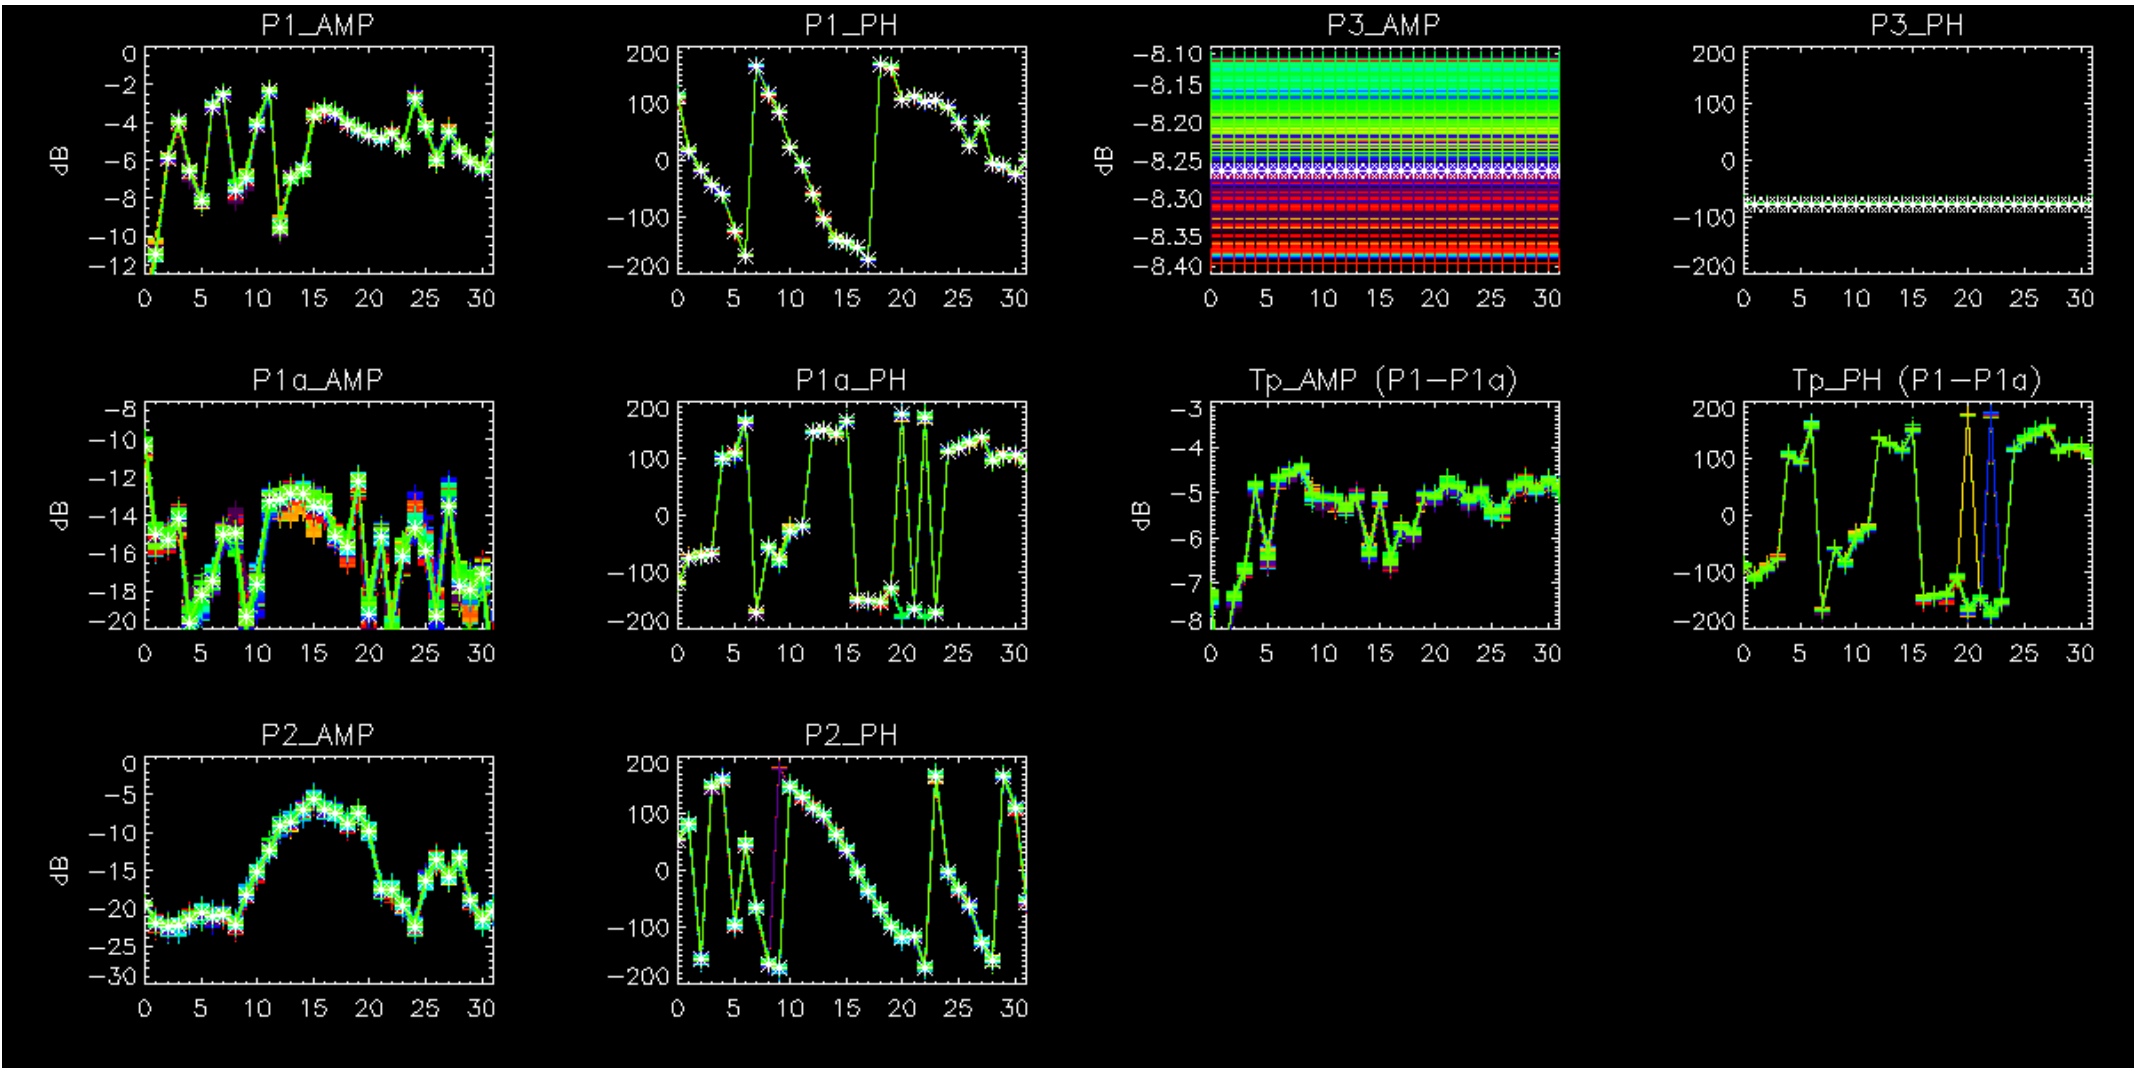 P1_AMP
P1_PH
P3_AMP
P3_PH
dB
0
-2
-4
-6
-8
-10
-12
0 5 10 15 20 25 30
200
100
0
-100
-200
0 5 10 15 20 25 30
dB
-8.10
-8.15
-8.20
-8.25
-8.30
-8.35
-8.40
0 5 10 15 20 25 30
200
100
0
-100
-200
0 5 10 15 20 25 30
P1a_AMP
P1a_PH
Tp_AMP (P1-P1a)
Tp_PH (P1-P1a)
dB
-8
-10
-12
-14
-16
-18
-20
0 5 10 15 20 25 30
200
100
0
-100
-200
0 5 10 15 20 25 30
dB
-3
-4
-5
-6
-7
-8
0 5 10 15 20 25 30
200
100
0
-100
-200
0 5 10 15 20 25 30
P2_AMP
P2_PH
dB
0
-5
-10
-15
-20
-25
-30
0 5 10 15 20 25 30
200
100
0
-100
-200
0 5 10 15 20 25 30